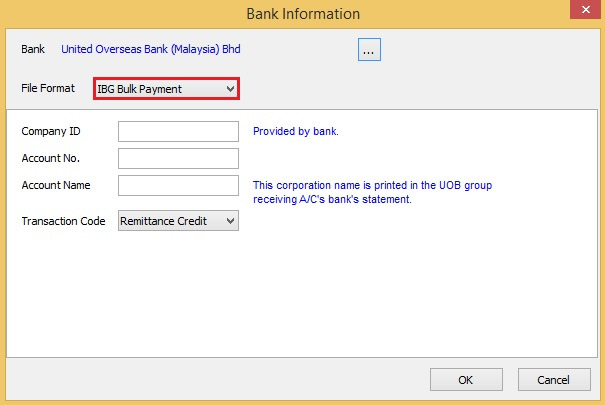 Bank Information
Bank United Overseas Bank (Malaysia) Bhd ...
File Format IBG Bulk Payment
Company ID Provided by bank.
Account No.
Account Name This corporation name is printed in the UOB group
receiving A/C's bank's statement.
Transaction Code Remittance Credit
OK Cancel